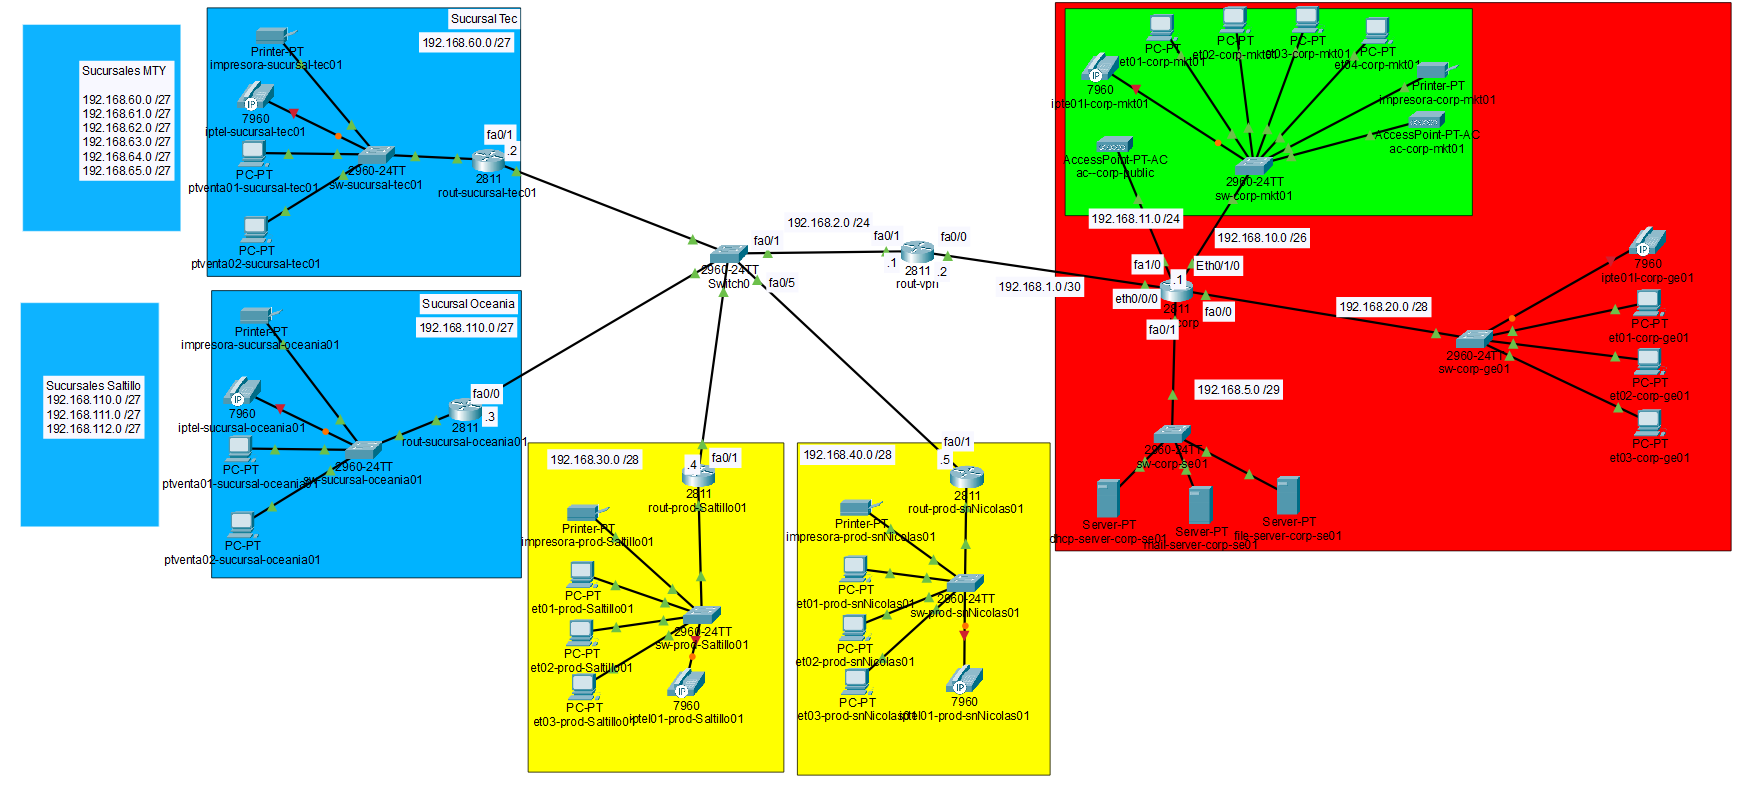 Sucursales MTY
192.168.60.0 /27
192.168.61.0 /27
192.168.62.0 /27
192.168.63.0 /27
192.168.64.0 /27
192.168.65.0 /27
Sucursal Tec
192.168.60.0 /27
Printer-PT
impresora-sucursal-tec01
IP
7960
iptel-sucursal-tec01
PC-PT
ptventa01-sucursal-tec01
PC-PT
ptventa02-sucursal-tec01
2960-24TT
sw-sucursal-tec01
fa0/1
.2
2811
rout-sucursal-tec01
Sucursales Saltillo
192.168.110.0 /27
192.168.111.0 /27
192.168.112.0 /27
Sucursal Oceania
192.168.110.0 /27
Printer-PT
impresora-sucursal-oceania01
IP
7960
iptel-sucursal-oceania01
PC-PT
ptventa01-sucursal-oceania01
PC-PT
ptventa02-sucursal-oceania01
2960-24TT
sw-sucursal-oceania01
fa0/0
.3
2811
rout-sucursal-oceania01
192.168.2.0 /24
fa0/1
2960-24TT
Switch0
fa0/5
fa0/1
.1
fa0/0
.2
2811
rout-vpn
192.168.1.0 /30
192.168.30.0 /28
.4
fa0/1
2811
rout-prod-Saltillo01
Printer-PT
impresora-prod-Saltillo01
PC-PT
et01-prod-Saltillo01
PC-PT
et02-prod-Saltillo01
PC-PT
et03-prod-Saltillo01
2960-24TT
sw-prod-Saltillo01
IP
7960
iptel01-prod-Saltillo01
192.168.40.0 /28
fa0/1
.5
2811
rout-prod-snNicolas01
Printer-PT
impresora-prod-snNicolas01
PC-PT
et01-prod-snNicolas01
PC-PT
et02-prod-snNicolas01
PC-PT
et03-prod-snNicolas01
2960-24TT
sw-prod-snNicolas01
IP
7960
iptel01-prod-snNicolas01
PC-PT
et01-corp-mkt01
PC-PT
et02-corp-mkt01
PC-PT
et03-corp-mkt01
PC-PT
et04-corp-mkt01
IP
7960
ipte01l-corp-mkt01
Printer-PT
impresora-corp-mkt01
AccessPoint-PT-AC
ac-corp-mkt01
AccessPoint-PT-AC
ac--corp-public
2960-24TT
sw-corp-mkt01
192.168.11.0 /24
192.168.10.0 /26
fa1/0
Eth0/1/0
.1
eth0/0/0
2811
corp
fa0/0
fa0/1
192.168.20.0 /28
2960-24TT
sw-corp-ge01
IP
7960
ipte01l-corp-ge01
PC-PT
et01-corp-ge01
PC-PT
et02-corp-ge01
PC-PT
et03-corp-ge01
192.168.5.0 /29
2960-24TT
sw-corp-se01
Server-PT
dhcp-server-corp-se01
Server-PT
mail-server-corp-se01
Server-PT
file-server-corp-se01